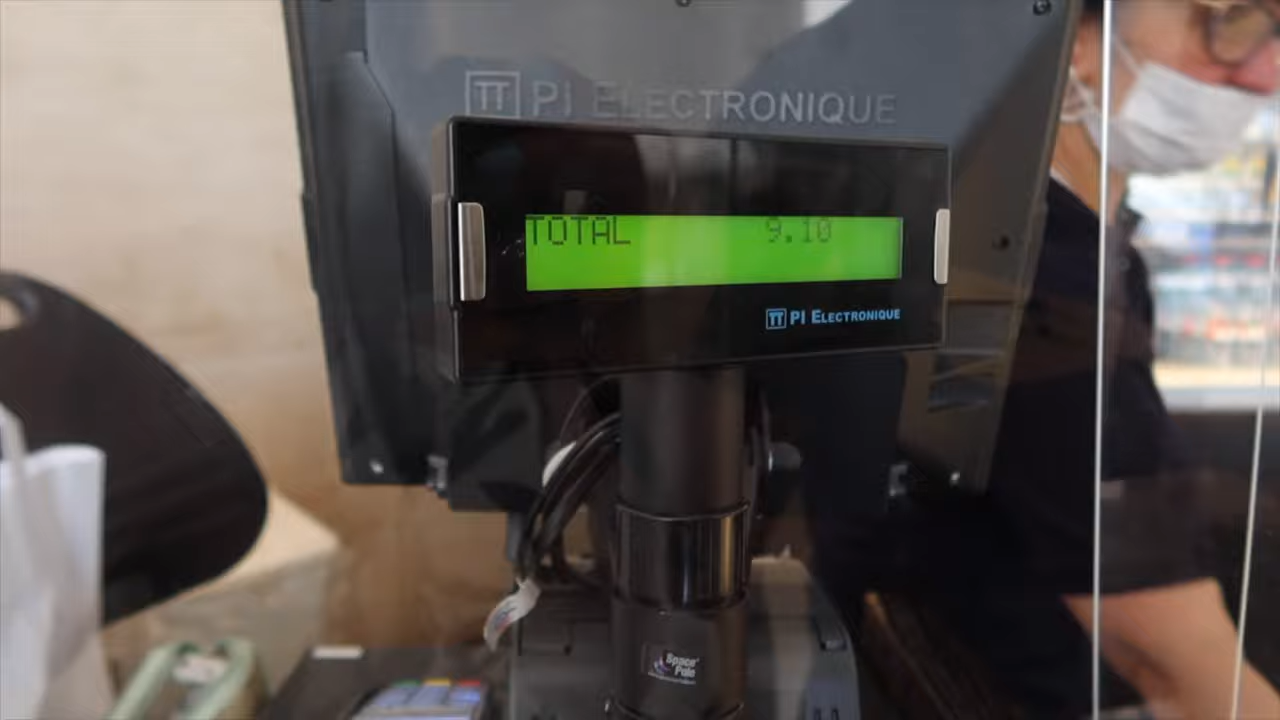 PI ELECTRONIQUE
TOTAL 9.10
PI ELECTRONIQUE
Space
Pole